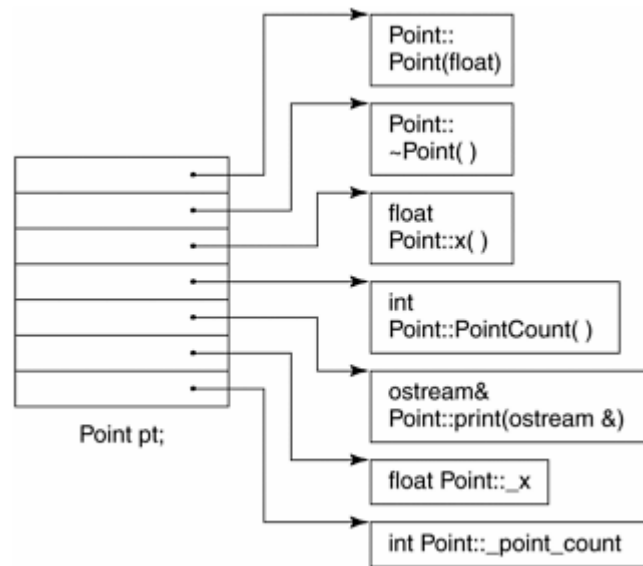 Point::
Point(float)
Point::
~Point( )
float
Point::x( )
int
Point::PointCount( )
ostream&
Point::print(ostream &)
Point pt;
float Point::_x
int Point::_point_count